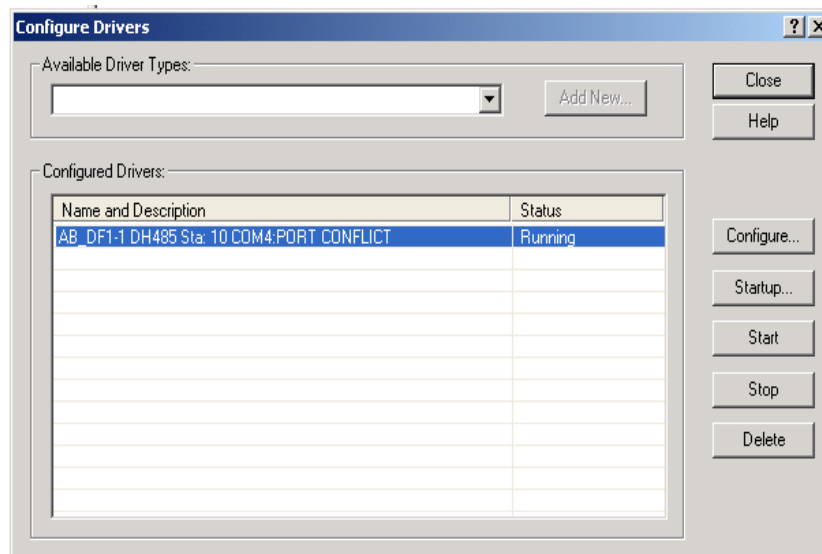 Configure Drivers
Available Driver Types:
Add New...
Close
Help
Configured Drivers:
Name and Description Status
AB_DF1-1 DH485 Sta: 10 COM4:PORT CONFLICT Running
Configure...
Startup...
Start
Stop
Delete